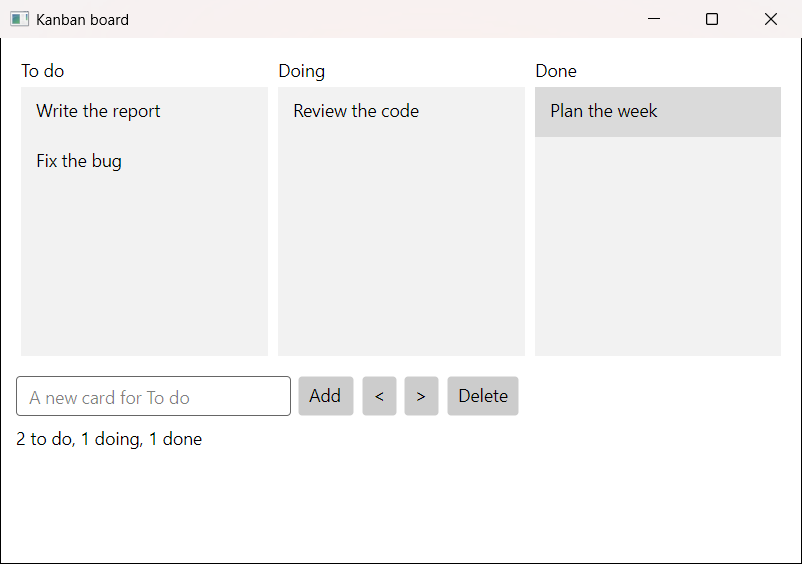 Kanban board
To do
Doing
Done
Write the report
Review the code
Plan the week
Fix the bug
A new card for To do
Add
<
>
Delete
2 to do, 1 doing, 1 done